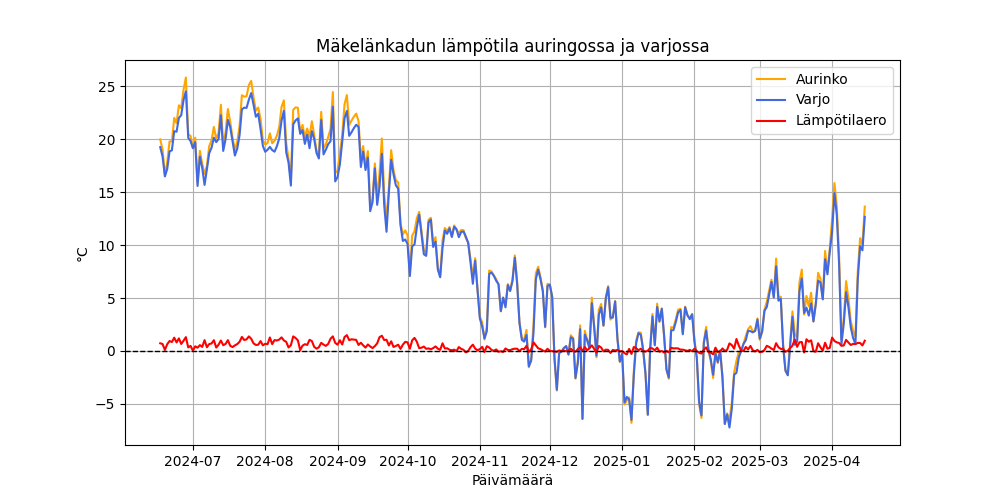 Mäkelänkadun lämpötila auringossa ja varjossa
Aurinko
Varjo
Lämpötilaero
25
20
15
10
5
0
−5
°C
2024-07 2024-08 2024-09 2024-10 2024-11 2024-12 2025-01 2025-02 2025-03 2025-04
Päivämäärä